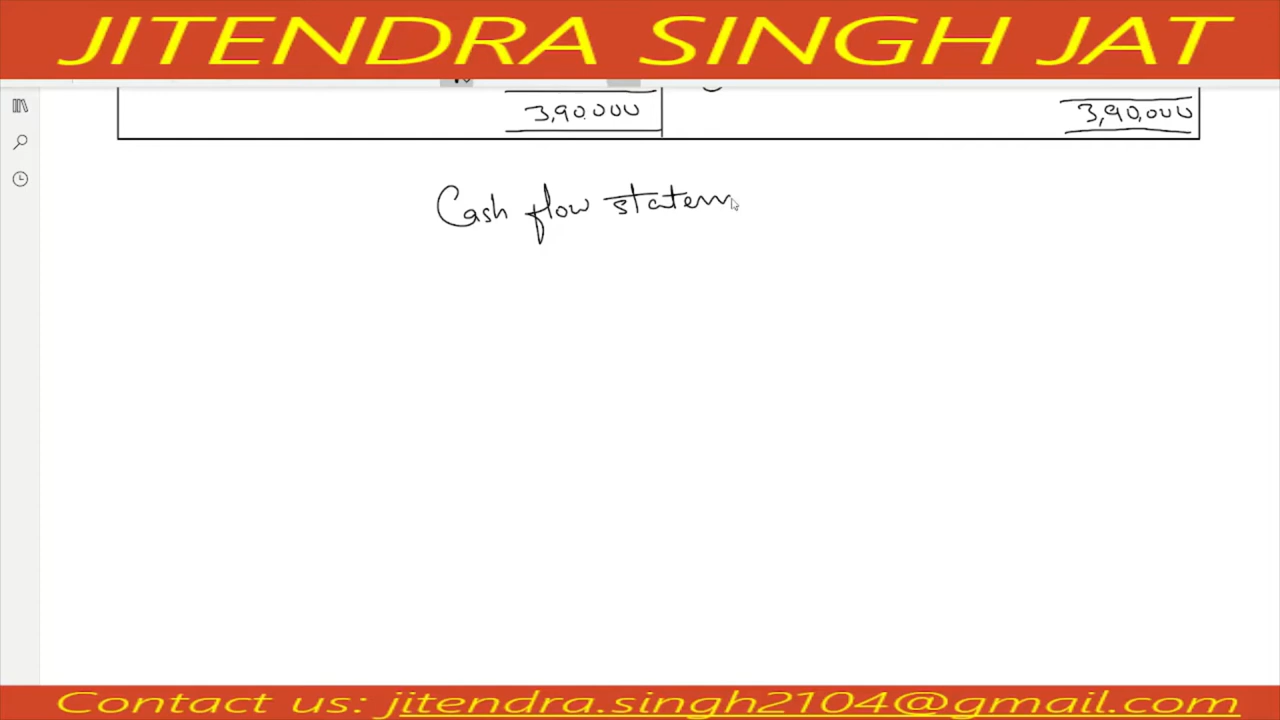 JITENDRA SINGH JAT
3,90,000 3,90,000
Cash flow statem
Contact us: jitendra.singh2104@gmail.com